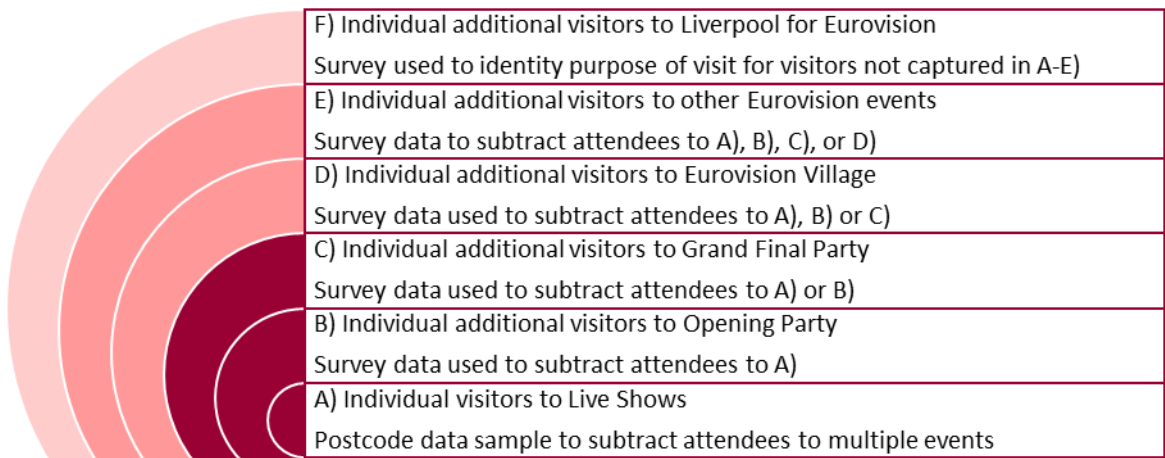 F) Individual additional visitors to Liverpool for Eurovision
Survey used to identity purpose of visit for visitors not captured in A-E)
E) Individual additional visitors to other Eurovision events
Survey data to subtract attendees to A), B), C), or D)
D) Individual additional visitors to Eurovision Village
Survey data used to subtract attendees to A), B) or C)
C) Individual additional visitors to Grand Final Party
Survey data used to subtract attendees to A) or B)
B) Individual additional visitors to Opening Party
Survey data used to subtract attendees to A)
A) Individual visitors to Live Shows
Postcode data sample to subtract attendees to multiple events